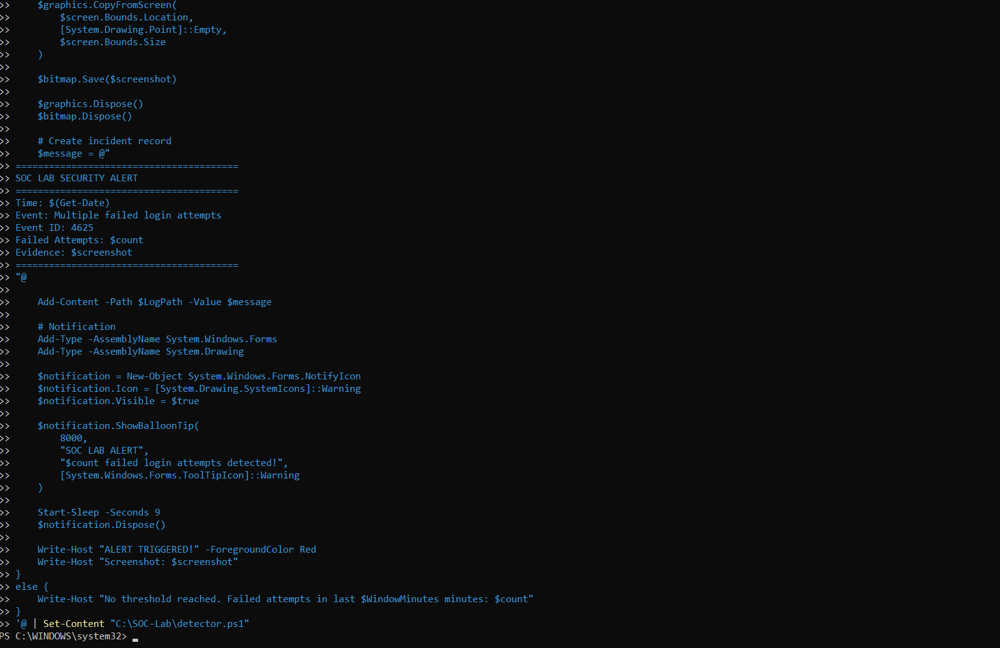 >>     $graphics.CopyFromScreen(
>>         $screen.Bounds.Location,
>>         [System.Drawing.Point]::Empty,
>>         $screen.Bounds.Size
>>     )
>>
>>     $bitmap.Save($screenshot)
>>
>>     $graphics.Dispose()
>>     $bitmap.Dispose()
>>
>>     # Create incident record
>>     $message = @"
>> ========================================
>> SOC LAB SECURITY ALERT
>> ========================================
>> Time: $(Get-Date)
>> Event: Multiple failed login attempts
>> Event ID: 4625
>> Failed Attempts: $count
>> Evidence: $screenshot
>> ========================================
>> "@
>>
>>     Add-Content -Path $LogPath -Value $message
>>
>>     # Notification
>>     Add-Type -AssemblyName System.Windows.Forms
>>     Add-Type -AssemblyName System.Drawing
>>
>>     $notification = New-Object System.Windows.Forms.NotifyIcon
>>     $notification.Icon = [System.Drawing.SystemIcons]::Warning
>>     $notification.Visible = $true
>>
>>     $notification.ShowBalloonTip(
>>         8000,
>>         "SOC LAB ALERT",
>>         "$count failed login attempts detected!",
>>         [System.Windows.Forms.ToolTipIcon]::Warning
>>     )
>>
>>     Start-Sleep -Seconds 9
>>     $notification.Dispose()
>>
>>     Write-Host "ALERT TRIGGERED!" -ForegroundColor Red
>>     Write-Host "Screenshot: $screenshot"
>> }
>> else {
>>     Write-Host "No threshold reached. Failed attempts in last $WindowMinutes minutes: $count"
>> }
>> '@ | Set-Content "C:\SOC-Lab\detector.ps1"
PS C:\WINDOWS\system32> _